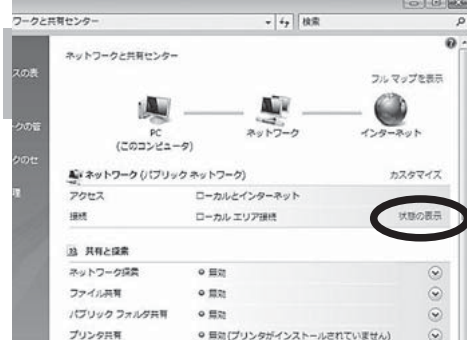 ワークと共有センター
検索
スの表
ークの管
クのセ
理
ネットワークと共有センター
フル マップを表示
PC
(このコンピュータ)
ネットワーク
インターネット
ネットワーク (パブリック ネットワーク)
カスタマイズ
アクセス
ローカルとインターネット
接続
ローカル エリア接続
状態の表示
共有と探索
ネットワーク探索
無効
ファイル共有
無効
パブリック フォルダ共有
無効
プリンタ共有
無効 (プリンタがインストールされていません)